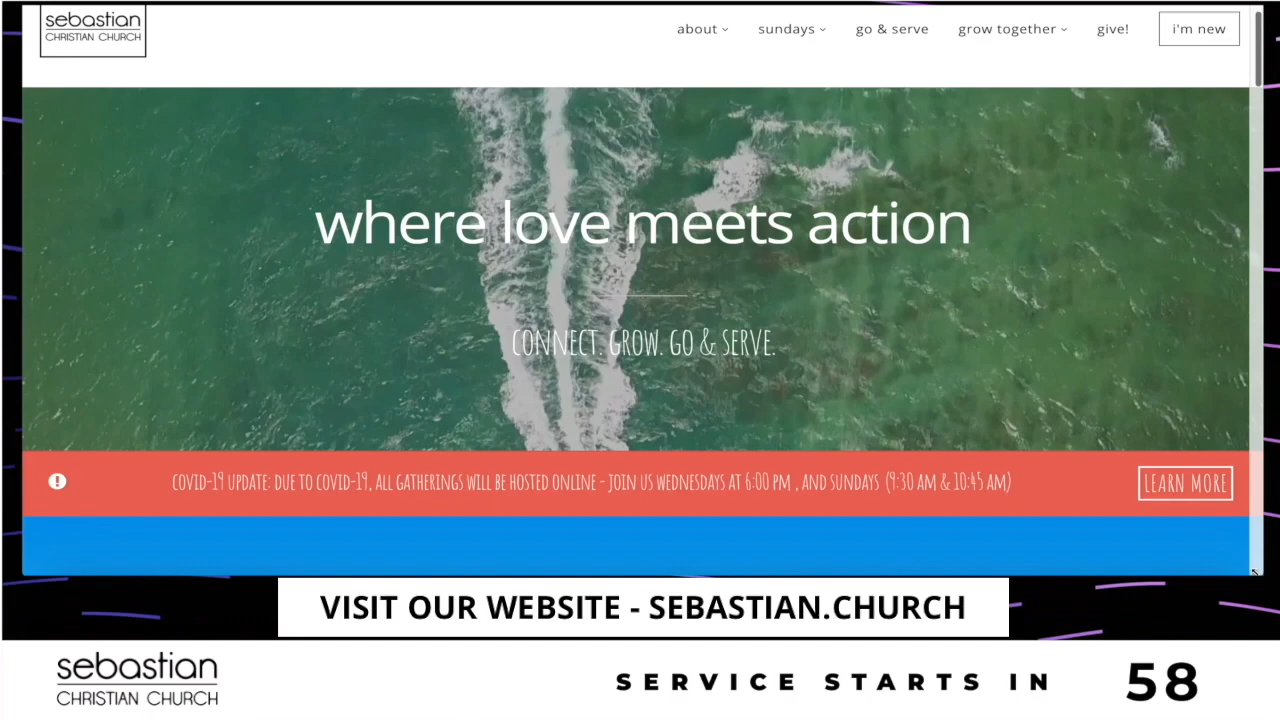 sebastian
CHRISTIAN CHURCH
about
sundays
go & serve
grow together
give!
i'm new
where love meets action
CONNECT. GROW. GO & SERVE.
COVID-19 UPDATE: DUE TO COVID-19, ALL GATHERINGS WILL BE HOSTED ONLINE - JOIN US WEDNESDAYS AT 6:00 PM , AND SUNDAYS (9:30 AM & 10:45 AM)
LEARN MORE
VISIT OUR WEBSITE - SEBASTIAN.CHURCH
sebastian
CHRISTIAN CHURCH
SERVICE STARTS IN 58